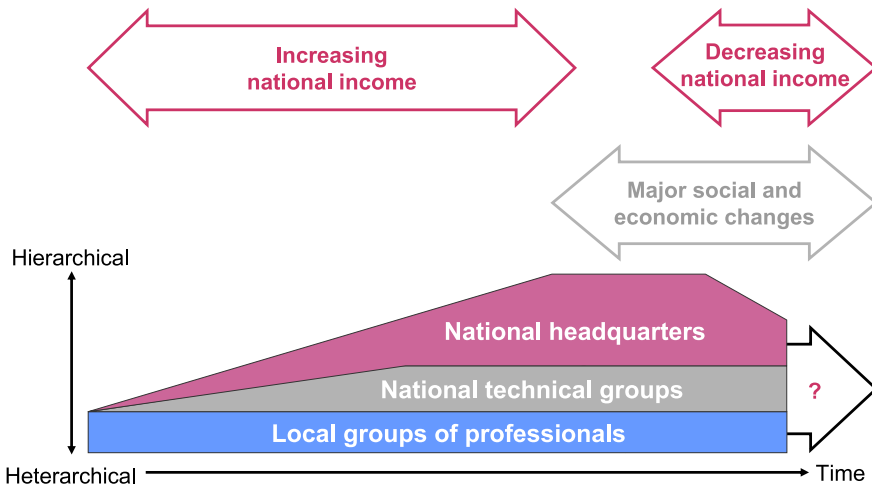 Increasing
national income
Decreasing
national income
Major social and
economic changes
Hierarchical
National headquarters
National technical groups
?
Local groups of professionals
Heterarchical
Time